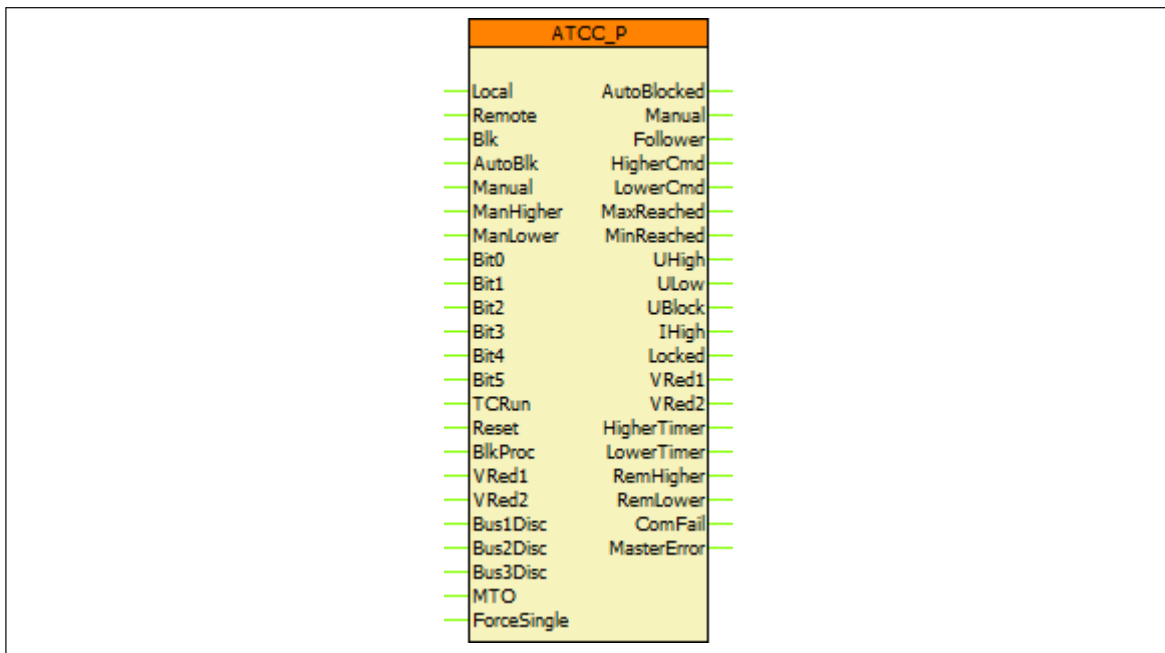 ATCC_P
Local AutoBlocked
Remote Manual
Blk Follower
AutoBlk HigherCmd
Manual LowerCmd
ManHigher MaxReached
ManLower MinReached
Bit0 UHigh
Bit1 ULow
Bit2 UBlock
Bit3 IHigh
Bit4 Locked
Bit5 VRed1
TCRun VRed2
Reset HigherTimer
BlkProc LowerTimer
VRed1 RemHigher
VRed2 RemLower
Bus1Disc ComFail
Bus2Disc MasterError
Bus3Disc
MTO
ForceSingle